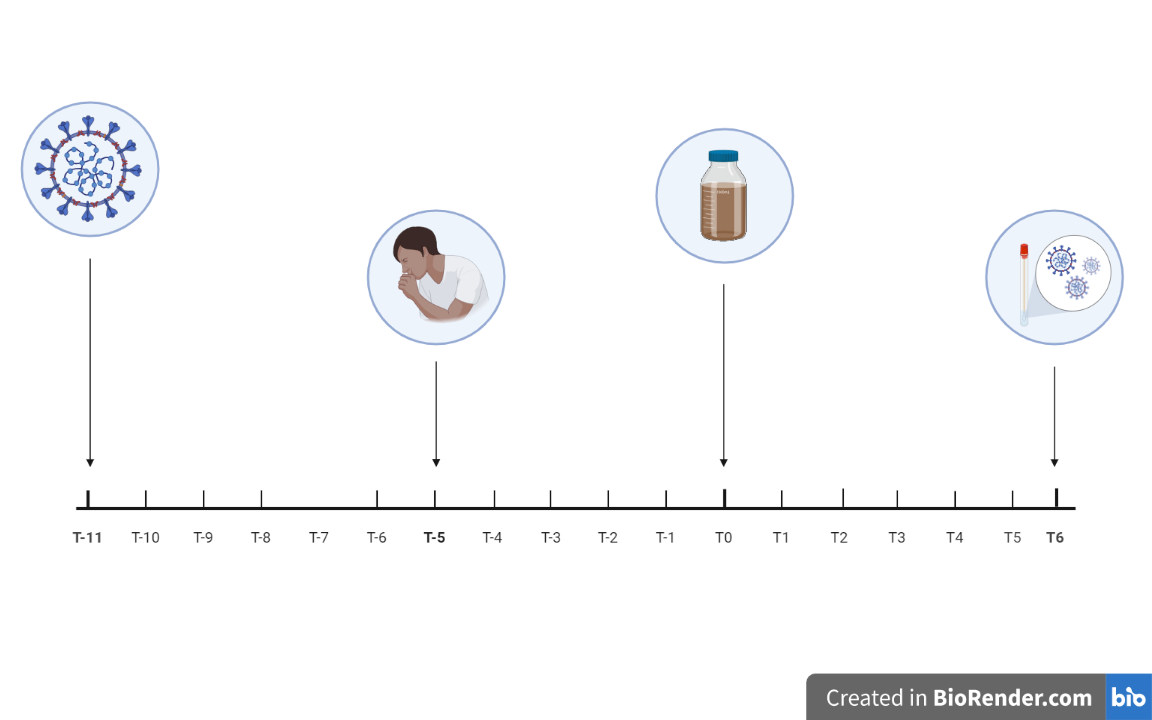 T-11 T-10 T-9 T-8 T-7 T-6 T-5 T-4 T-3 T-2 T-1 T0 T1 T2 T3 T4 T5 T6
Created in BioRender.com bio